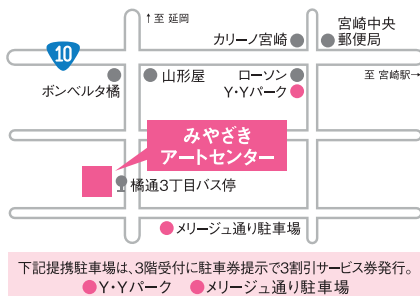 ↑至 延岡
カリーノ宮崎
宮崎中央
郵便局
10
ボンベルタ橘
山形屋
ローソン
Y・Yパーク
至 宮崎駅→
みやざき
アートセンター
橘通3丁目バス停
メリージュ通り駐車場
下記提携駐車場は、3階受付に駐車券提示で3割引サービス券発行。
●Y・Yパーク ●メリージュ通り駐車場